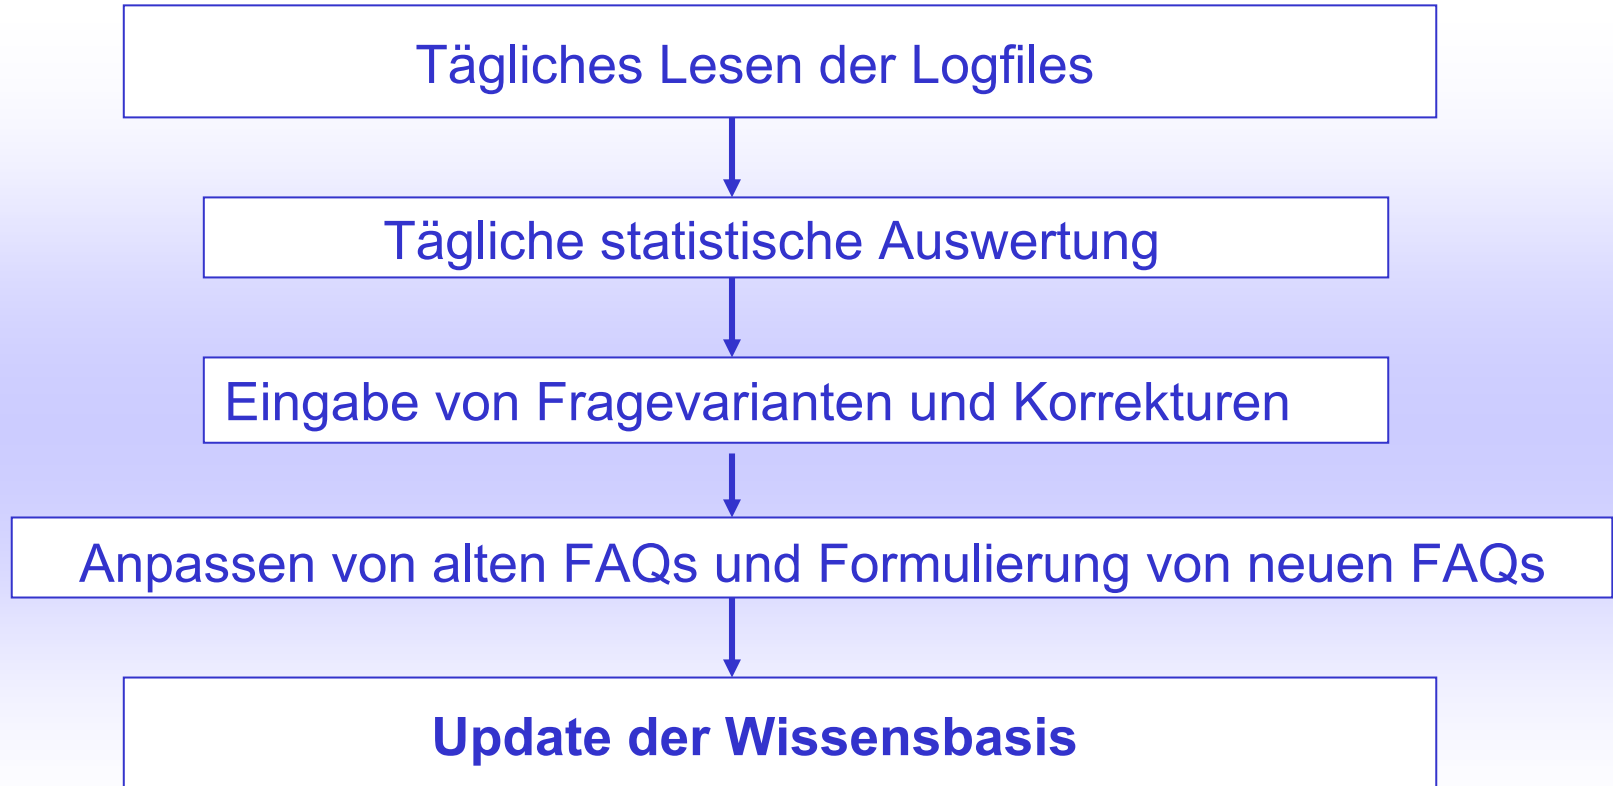 Tägliches Lesen der Logfiles
Tägliche statistische Auswertung
Eingabe von Fragevarianten und Korrekturen
Anpassen von alten FAQs und Formulierung von neuen FAQs
Update der Wissensbasis